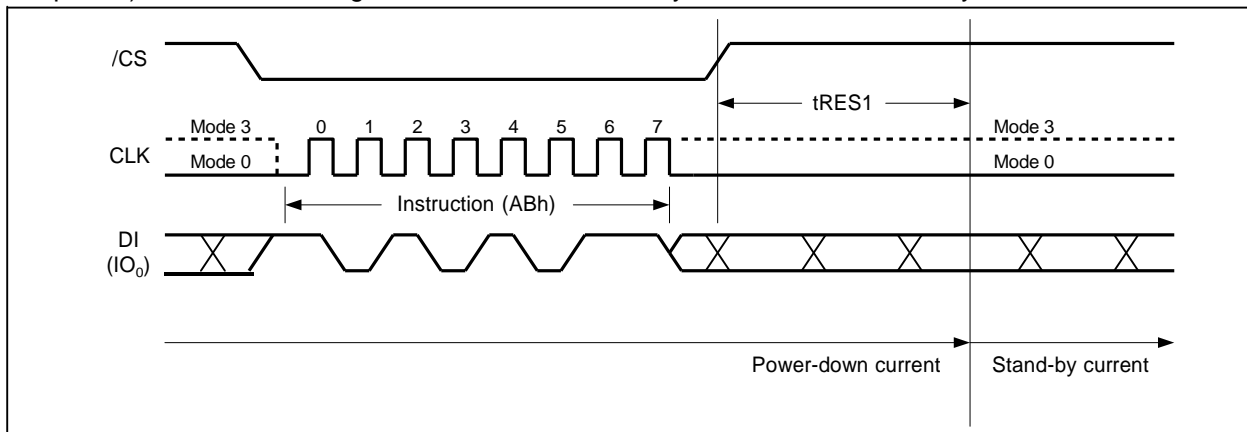 /CS
tRES1
Mode 3 0 1 2 3 4 5 6 7 Mode 3
CLK
Mode 0 Mode 0
Instruction (ABh)
DI
(IO0)
Power-down current Stand-by current